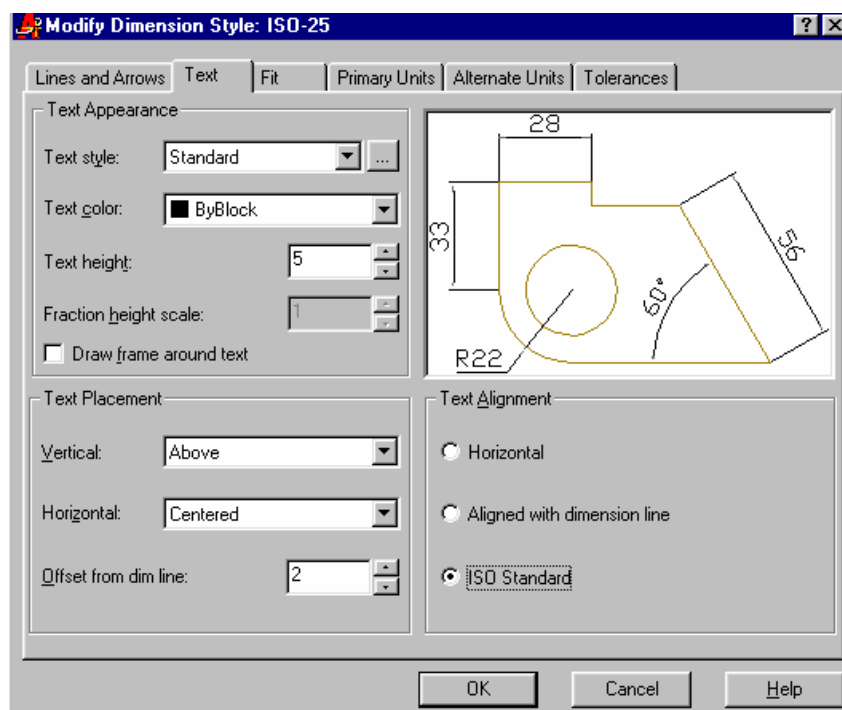 Modify Dimension Style: ISO-25
Lines and Arrows Text Fit Primary Units Alternate Units Tolerances
Text Appearance
Text style: Standard ...
Text color: ByBlock
Text height: 5
Fraction height scale: 1
Draw frame around text
28
33
56
60°
R22
Text Placement
Vertical: Above
Horizontal: Centered
Offset from dim line: 2
Text Alignment
Horizontal
Aligned with dimension line
ISO Standard
OK Cancel Help